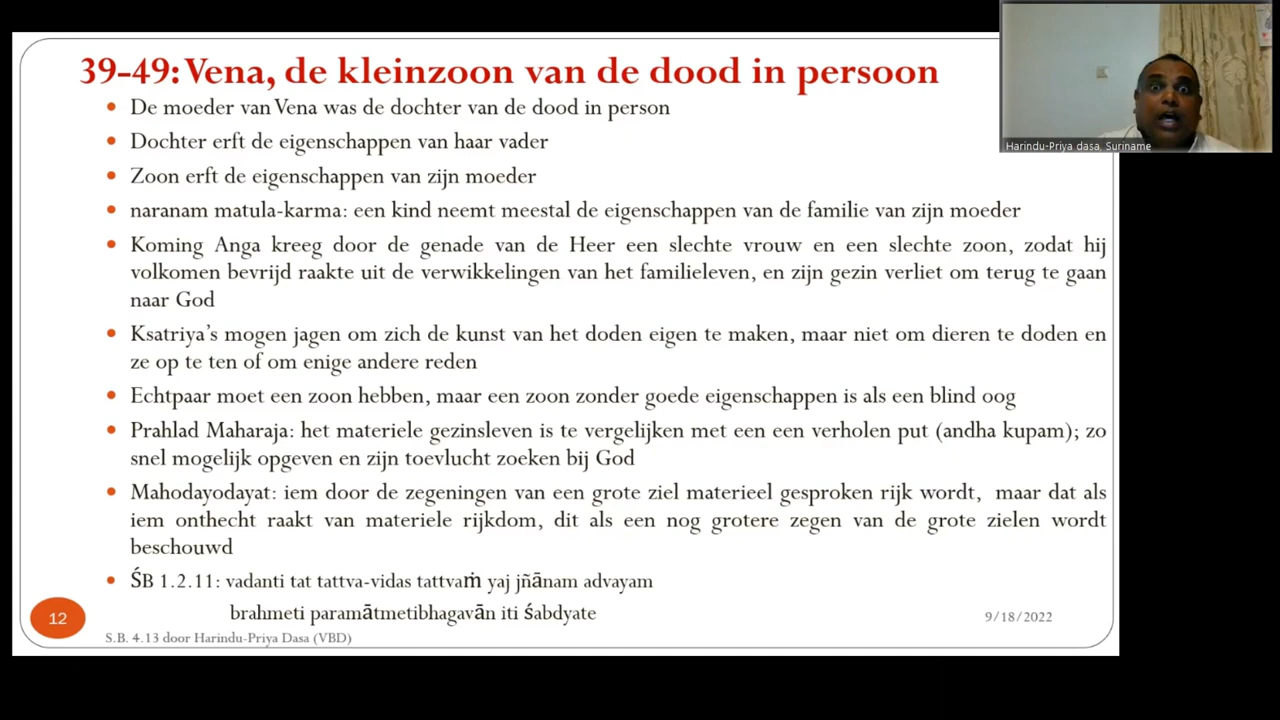 39-49: Vena, de kleinzoon van de dood in persoon
• De moeder van Vena was de dochter van de dood in person
• Dochter erft de eigenschappen van haar vader
• Zoon erft de eigenschappen van zijn moeder
• naranam matula-karma: een kind neemt meestal de eigenschappen van de familie van zijn moeder
• Koming Anga kreeg door de genade van de Heer een slechte vrouw en een slechte zoon, zodat hij
volkomen bevrijd raakte uit de verwikkelingen van het familieleven, en zijn gezin verliet om terug te gaan
naar God
• Ksatriya’s mogen jagen om zich de kunst van het doden eigen te maken, maar niet om dieren te doden en
ze op te ten of om enige andere reden
• Echtpaar moet een zoon hebben, maar een zoon zonder goede eigenschappen is als een blind oog
• Prahlad Maharaja: het materiele gezinsleven is te vergelijken met een een verholen put (andha kupam); zo
snel mogelijk opgeven en zijn toevlucht zoeken bij God
• Mahodayodayat: iem door de zegeningen van een grote ziel materieel gesproken rijk wordt, maar dat als
iem onthecht raakt van materiele rijkdom, dit als een nog grotere zegen van de grote zielen wordt
beschouwd
• ŚB 1.2.11: vadanti tat tattva-vidas tattvaṁ yaj jñānam advayam
brahmeti paramātmetibhagavān iti śabdyate
12
9/18/2022
S.B. 4.13 door Harindu-Priya Dasa (VBD)
Harindu-Priya dasa, Suriname